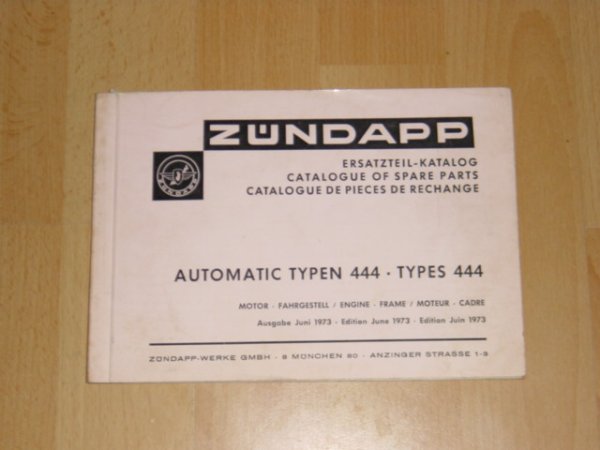 ZÜNDAPP
ZÜNDAPP
ERSATZTEIL-KATALOG
CATALOGUE OF SPARE PARTS
CATALOGUE DE PIECES DE RECHANGE
AUTOMATIC TYPEN 444 · TYPES 444
MOTOR · FAHRGESTELL / ENGINE · FRAME / MOTEUR · CADRE
Ausgabe Juni 1973 · Edition June 1973 · Edition Juin 1973
ZÜNDAPP-WERKE GMBH · 8 MÜNCHEN 80 · ANZINGER STRASSE 1-3